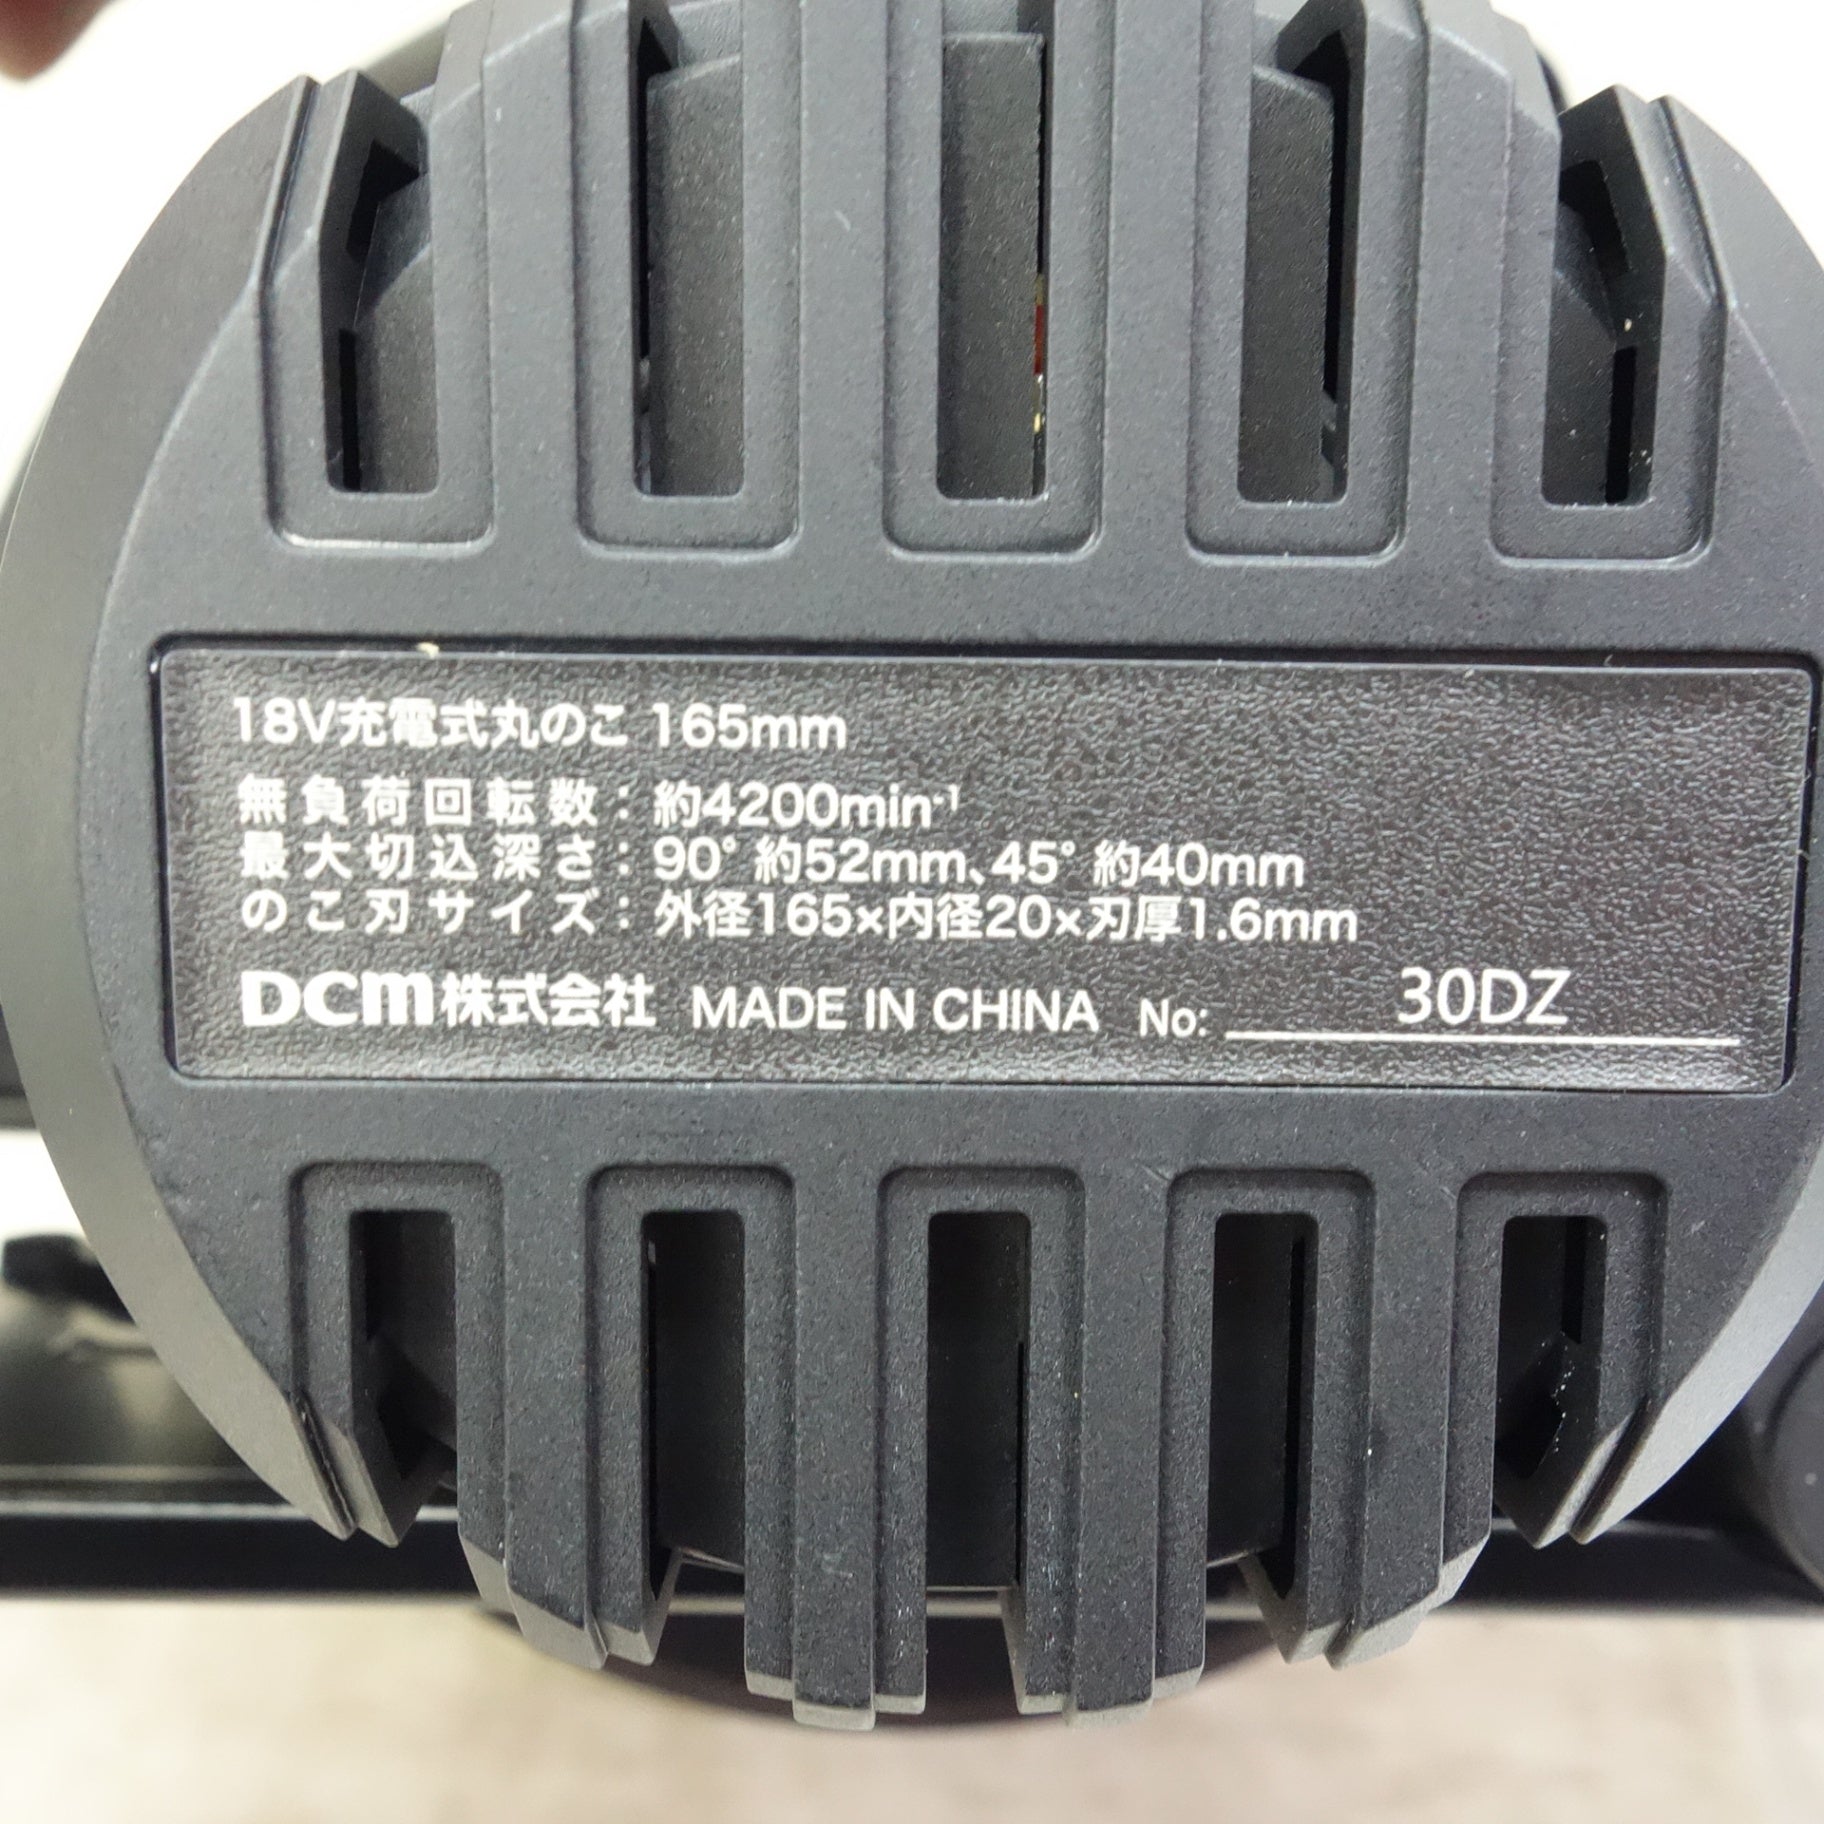 18V充電式丸のこ 165mm
無負荷回転数：約4200min⁻¹
最大切込深さ：90°約52mm、45°約40mm
のこ刃サイズ：外径165×内径20×刃厚1.6mm
DCM株式会社 MADE IN CHINA No: 30DZ